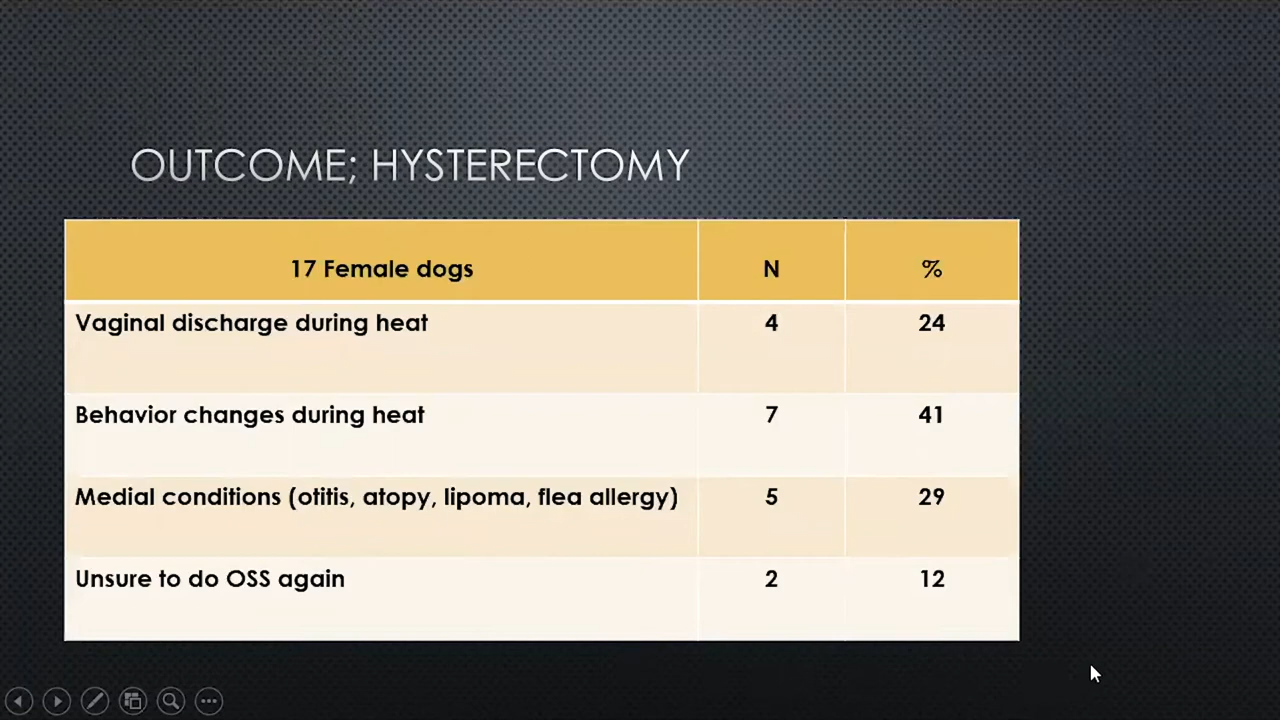 OUTCOME; HYSTERECTOMY
17 Female dogs N %
Vaginal discharge during heat 4 24
Behavior changes during heat 7 41
Medial conditions (otitis, atopy, lipoma, flea allergy) 5 29
Unsure to do OSS again 2 12